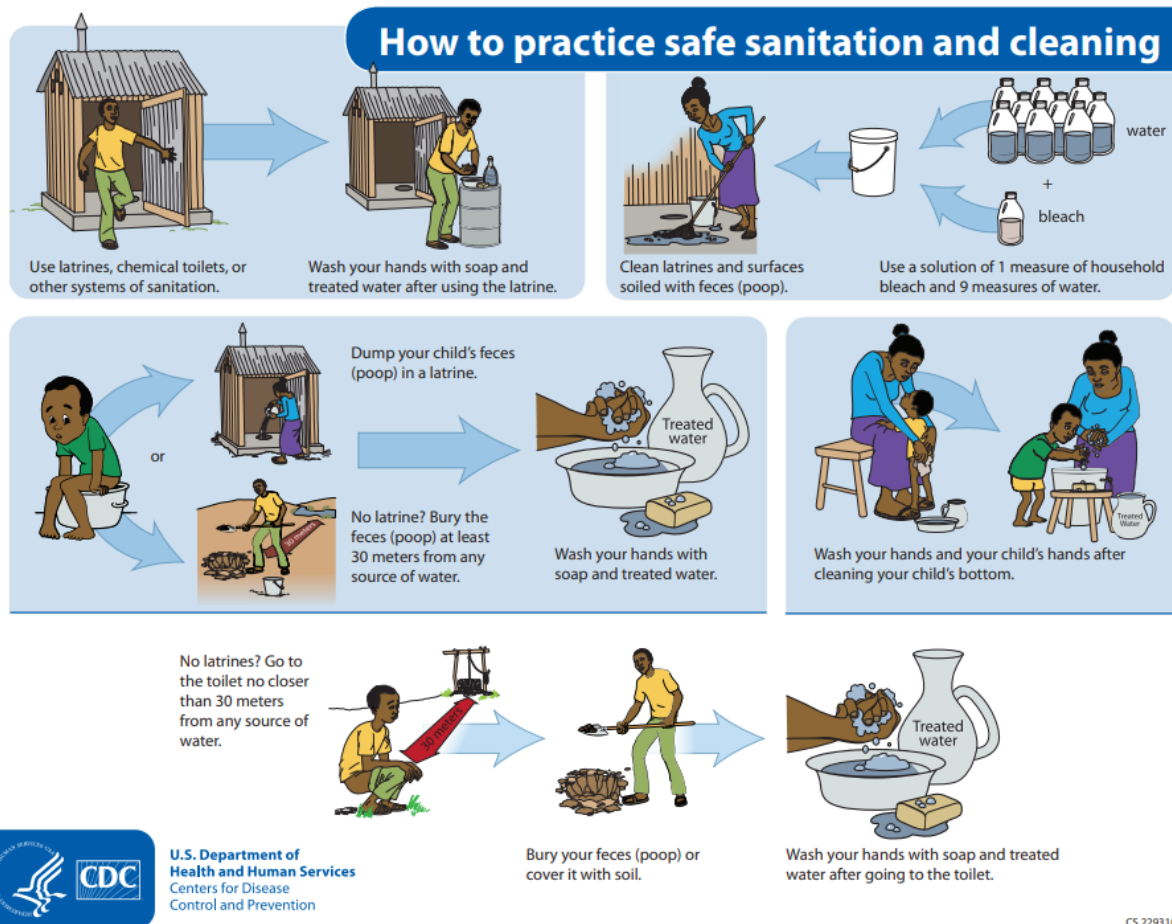 How to practice safe sanitation and cleaning
Use latrines, chemical toilets, or
other systems of sanitation.
Wash your hands with soap and
treated water after using the latrine.
Clean latrines and surfaces
soiled with feces (poop).
water
+
bleach
Use a solution of 1 measure of household
bleach and 9 measures of water.
or
Dump your child's feces
(poop) in a latrine.
No latrine? Bury the
feces (poop) at least
30 meters from any
source of water.
30 meters
Treated
water
Wash your hands with
soap and treated water.
Treated
Water
Wash your hands and your child's hands after
cleaning your child's bottom.
No latrines? Go to
the toilet no closer
than 30 meters
from any source of
water.
30 meters
Bury your feces (poop) or
cover it with soil.
Treated
water
Wash your hands with soap and treated
water after going to the toilet.
CDC
U.S. Department of
Health and Human Services
Centers for Disease
Control and Prevention